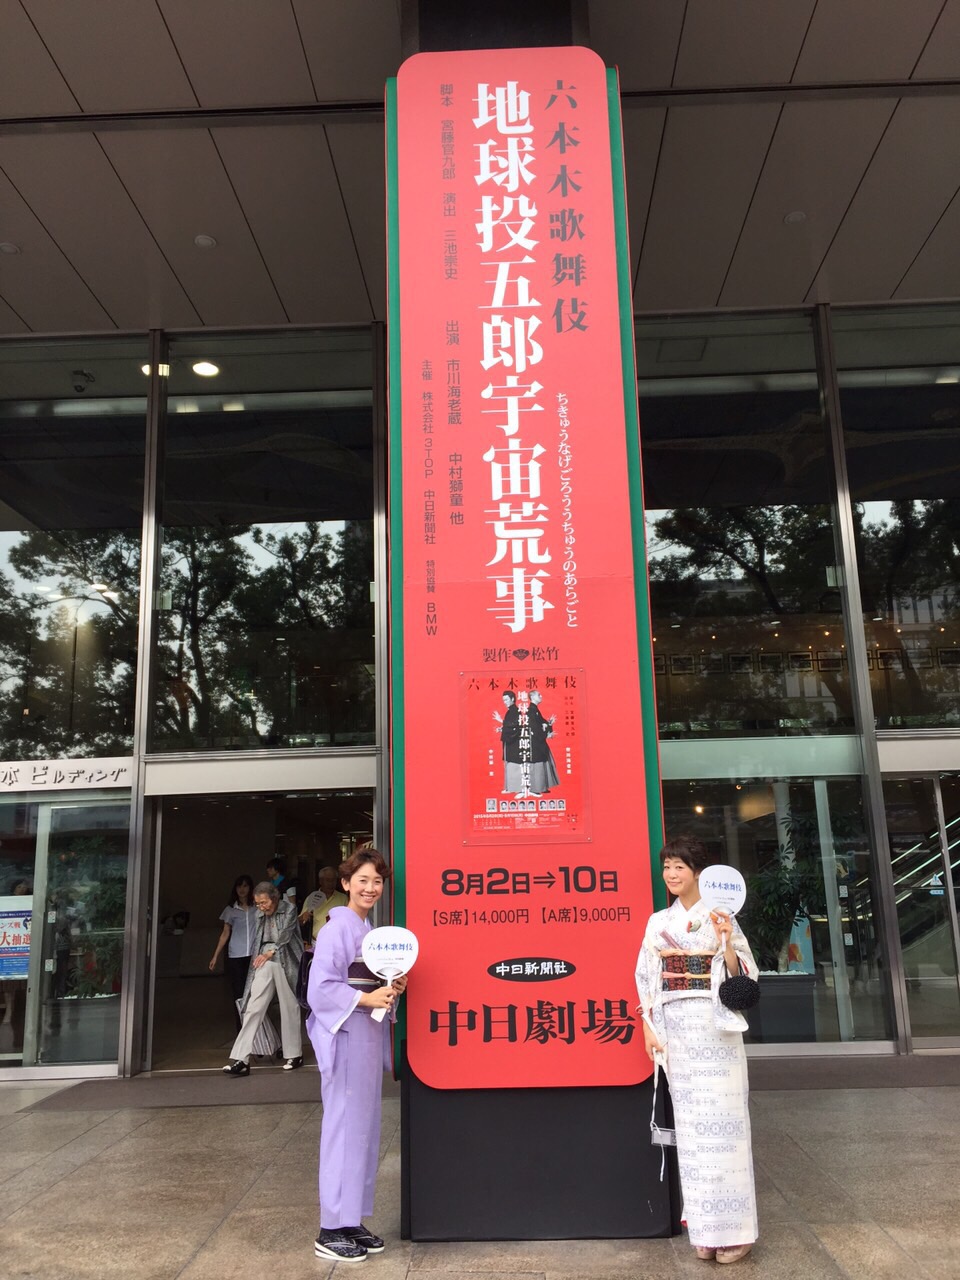 六本木歌舞伎
地球投五郎宇宙荒事
ちきゅうなげごろううちゅうのあらごと
脚本 宮藤官九郎 演出 三池崇史
出演 市川海老蔵 中村獅童 他
主催 株式会社3TOP 中日新聞社 特別協賛 BMW
製作 松竹
六本木歌舞伎
地球投五郎宇宙荒事
8月2日⇒10日
【S席】14,000円【A席】9,000円
中日新聞社
中日劇場
六本木歌舞伎
六本木歌舞伎
本ビルディング
大抽選